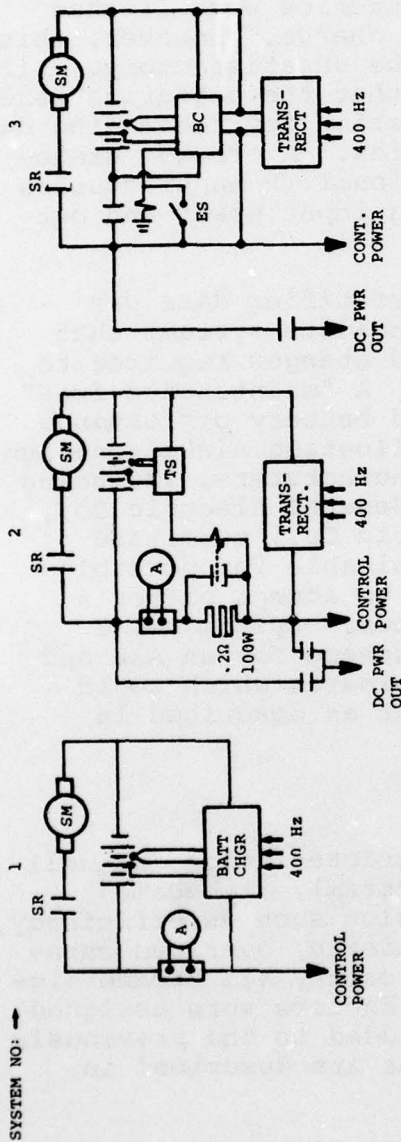 SYSTEM NO. →
1
SR
SM
A
BATT
CHGR
400 Hz
CONTROL
POWER
2
SR
SM
A
TS
.2Ω
100W
TRANS-
RECT.
400 Hz
CONTROL
POWER
DC PWR
OUT
3
SR
SM
BC
ES
TRANS-
RECT
400 Hz
CONT.
POWER
DC PWR
OUT